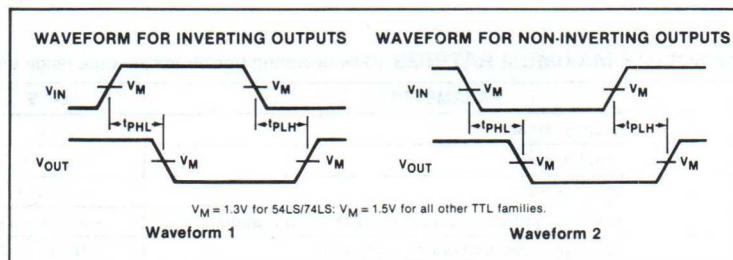 WAVEFORM FOR INVERTING OUTPUTS
VIN
VM
VM
tPHL
tPLH
VOUT
VM
VM
WAVEFORM FOR NON-INVERTING OUTPUTS
VIN
VM
VM
tPHL
tPLH
VOUT
VM
VM
VM = 1.3V for 54LS/74LS: VM = 1.5V for all other TTL families.
Waveform 1
Waveform 2